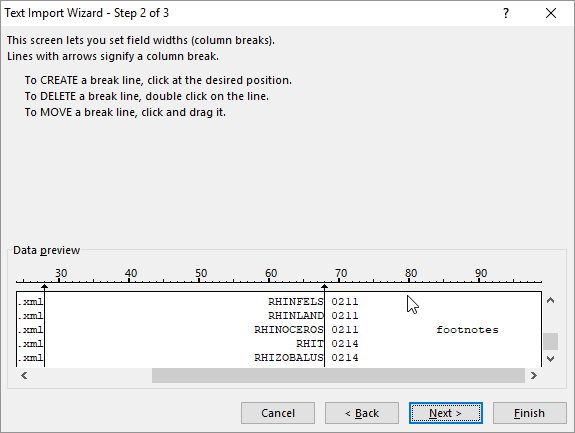 Text Import Wizard - Step 2 of 3 ?
This screen lets you set field widths (column breaks).
Lines with arrows signify a column break.
To CREATE a break line, click at the desired position.
To DELETE a break line, double click on the line.
To MOVE a break line, click and drag it.
Data preview
30 40 50 60 70 80 90
.xml RHINFELS 0211
.xml RHINLAND 0211
.xml RHINOCEROS 0211 footnotes
.xml RHIT 0214
.xml RHIZOBALUS 0214
Cancel < Back Next > Finish